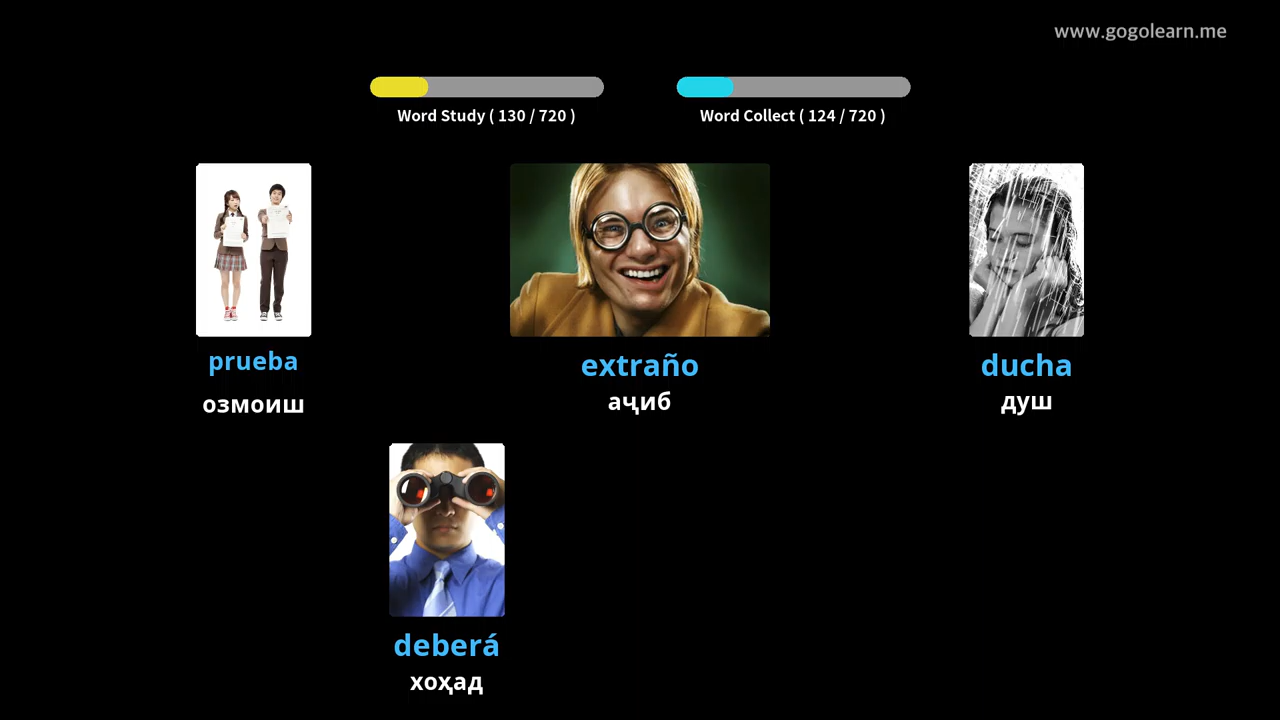 www.gogolearn.me
Word Study ( 130 / 720 )
Word Collect ( 124 / 720 )
prueba
extraño
ducha
озмоиш
аҷиб
душ
deberá
хоҳад